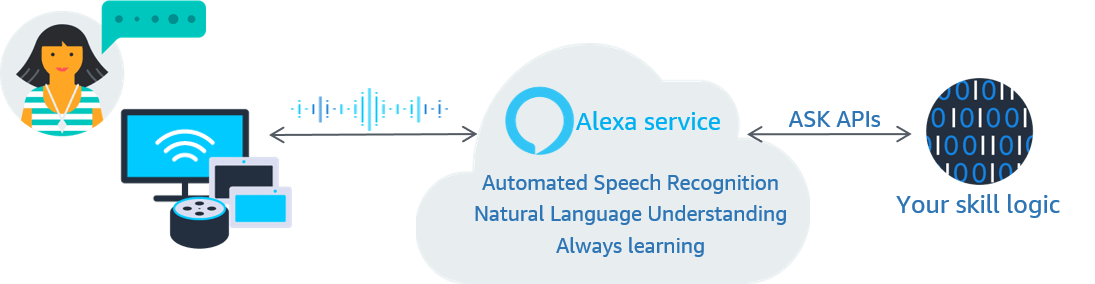 Alexa service
ASK APIs
Automated Speech Recognition
Natural Language Understanding
Always learning
Your skill logic